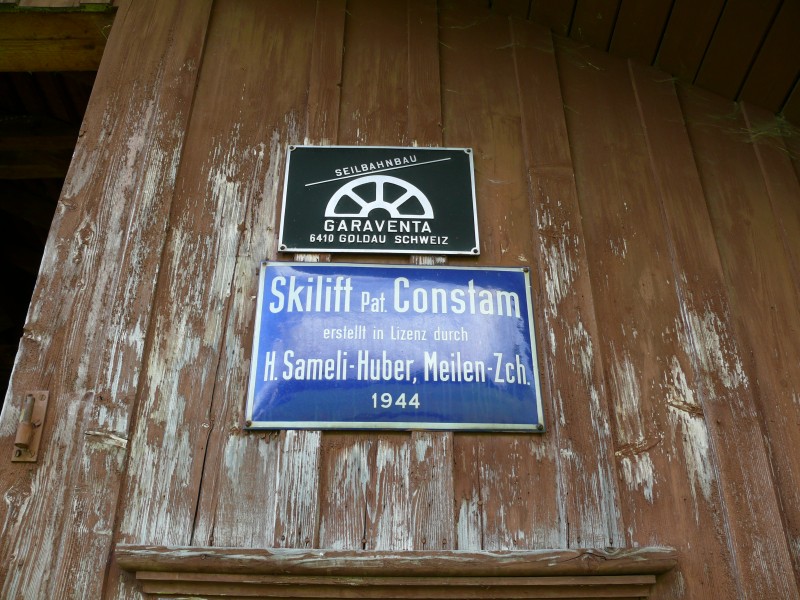 SEILBAHNBAU
GARAVENTA
6410 GOLDAU SCHWEIZ
Skilift Pat. Constam
erstellt in Lizenz durch
H. Sameli-Huber, Meilen-Zch.
1944